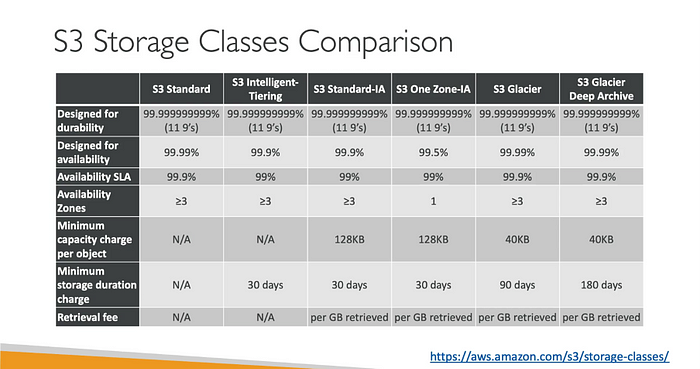 S3 Storage Classes Comparison
S3 Standard
S3 Intelligent-
Tiering
S3 Standard-IA
S3 One Zone-IA
S3 Glacier
S3 Glacier
Deep Archive
Designed for
durability
99.999999999%
(11 9's)
99.999999999%
(11 9's)
99.999999999%
(11 9's)
99.999999999%
(11 9's)
99.999999999%
(11 9's)
99.999999999%
(11 9's)
Designed for
availability
99.99%
99.9%
99.9%
99.5%
99.99%
99.99%
Availability SLA
99.9%
99%
99%
99%
99.9%
99.9%
Availability
Zones
≥3
≥3
≥3
1
≥3
≥3
Minimum
capacity charge
per object
N/A
N/A
128KB
128KB
40KB
40KB
Minimum
storage duration
charge
N/A
30 days
30 days
30 days
90 days
180 days
Retrieval fee
N/A
N/A
per GB retrieved
per GB retrieved
per GB retrieved
per GB retrieved
https://aws.amazon.com/s3/storage-classes/